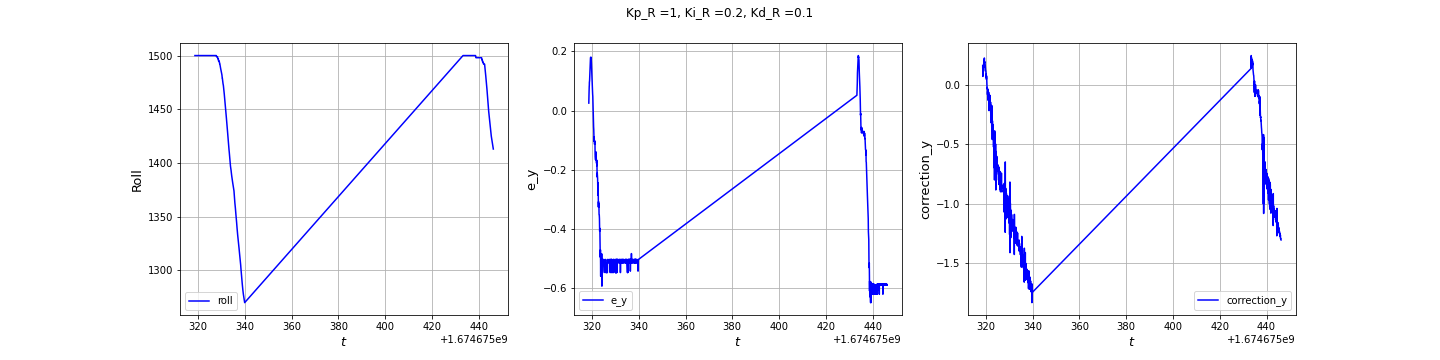 Kp_R =1, Ki_R =0.2, Kd_R =0.1
Roll
1500
1450
1400
1350
1300
roll
320 340 360 380 400 420 440
+1.674675e9
t
e_y
0.2
0.0
−0.2
−0.4
−0.6
e_y
320 340 360 380 400 420 440
+1.674675e9
t
correction_y
0.0
−0.5
−1.0
−1.5
correction_y
320 340 360 380 400 420 440
+1.674675e9
t